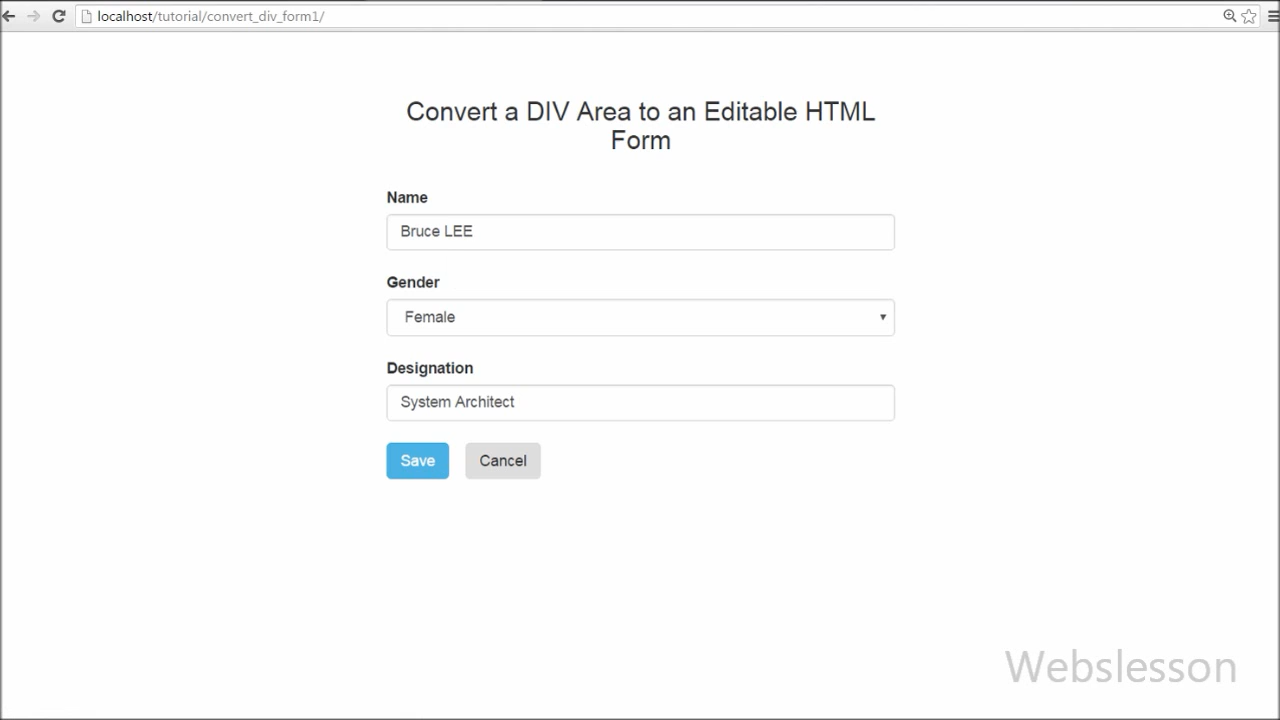 localhost/tutorial/convert_div_form1/
Convert a DIV Area to an Editable HTML
Form
Name
Bruce LEE
Gender
Female
Designation
System Architect
Save Cancel
Webslesson